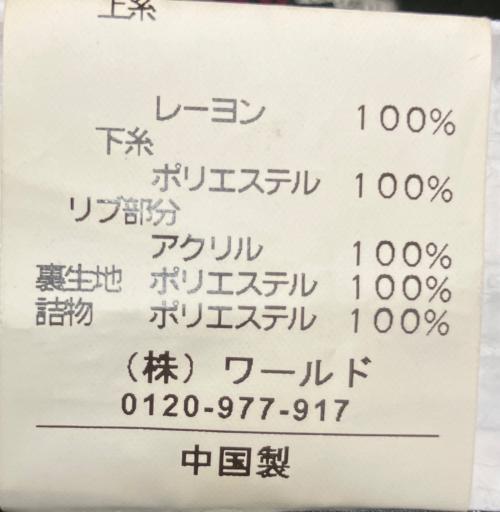 上糸
レーヨン 100%
下糸
ポリエステル 100%
リブ部分
アクリル 100%
裏生地 ポリエステル 100%
詰物 ポリエステル 100%
(株) ワールド
0120-977-917
中国製